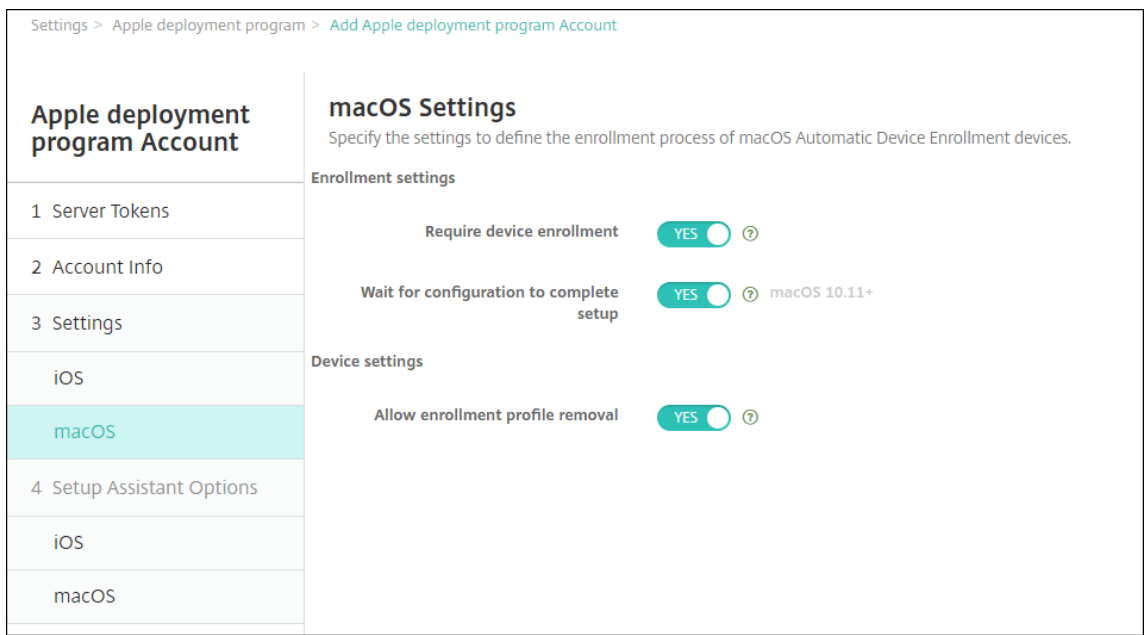 Settings > Apple deployment program > Add Apple deployment program Account
Apple deployment
program Account
1 Server Tokens
2 Account Info
3 Settings
iOS
macOS
4 Setup Assistant Options
iOS
macOS
macOS Settings
Specify the settings to define the enrollment process of macOS Automatic Device Enrollment devices.
Enrollment settings
Require device enrollment YES ?
Wait for configuration to complete YES ? macOS 10.11+
setup
Device settings
Allow enrollment profile removal YES ?